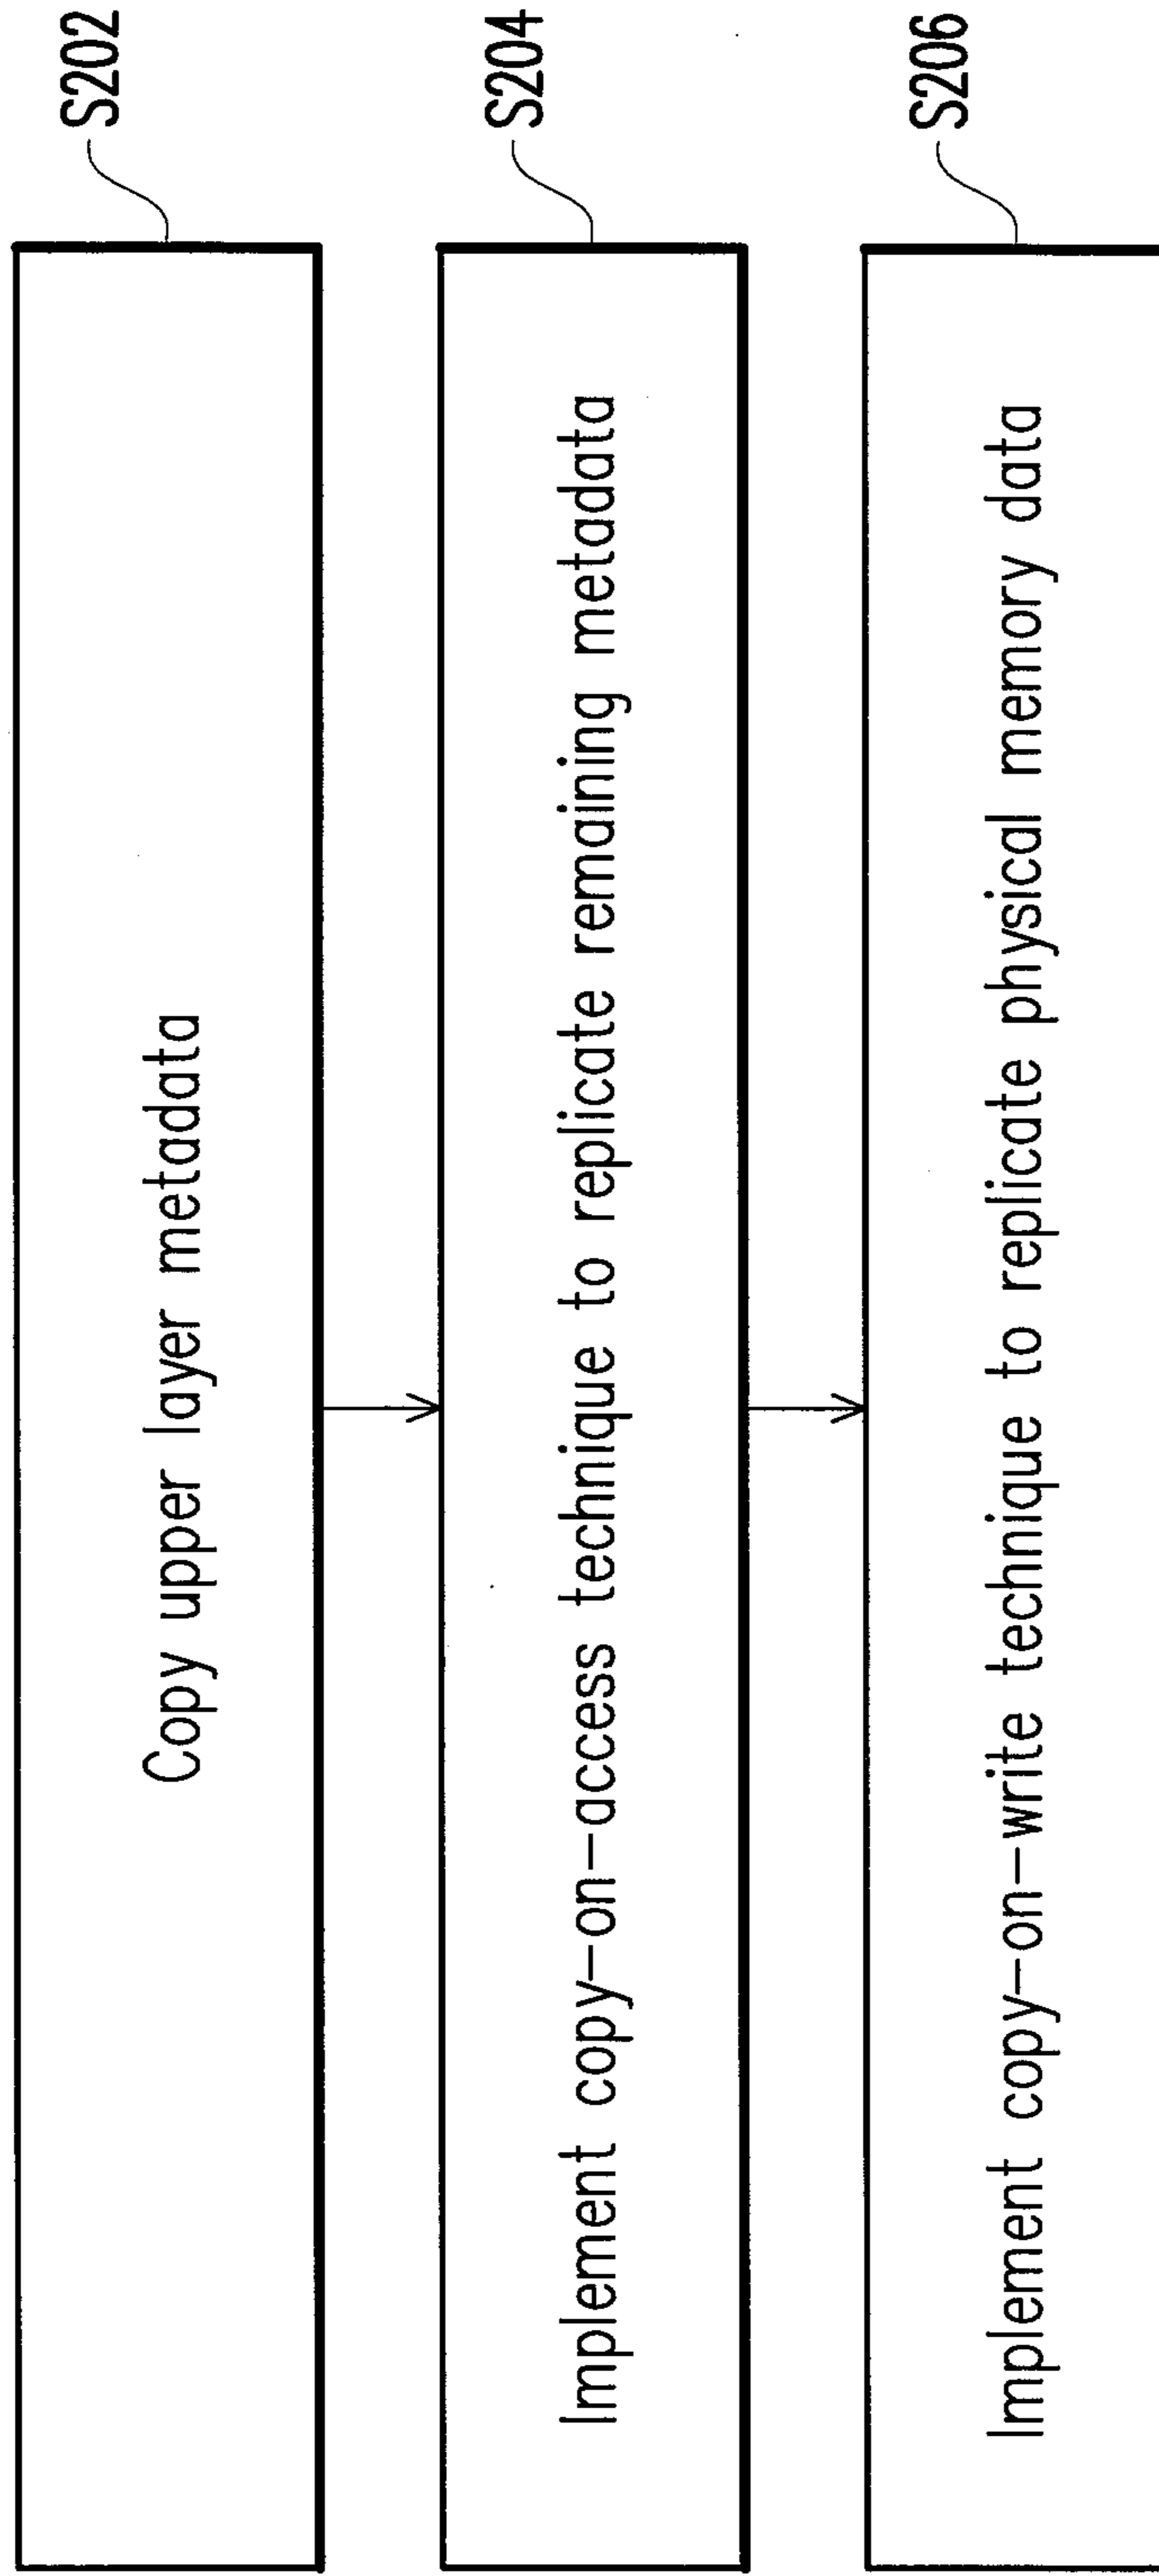 Copy upper layer metadata
S202
Implement copy-on-access technique to replicate remaining metadata
S204
Implement copy-on-write technique to replicate physical memory data
S206